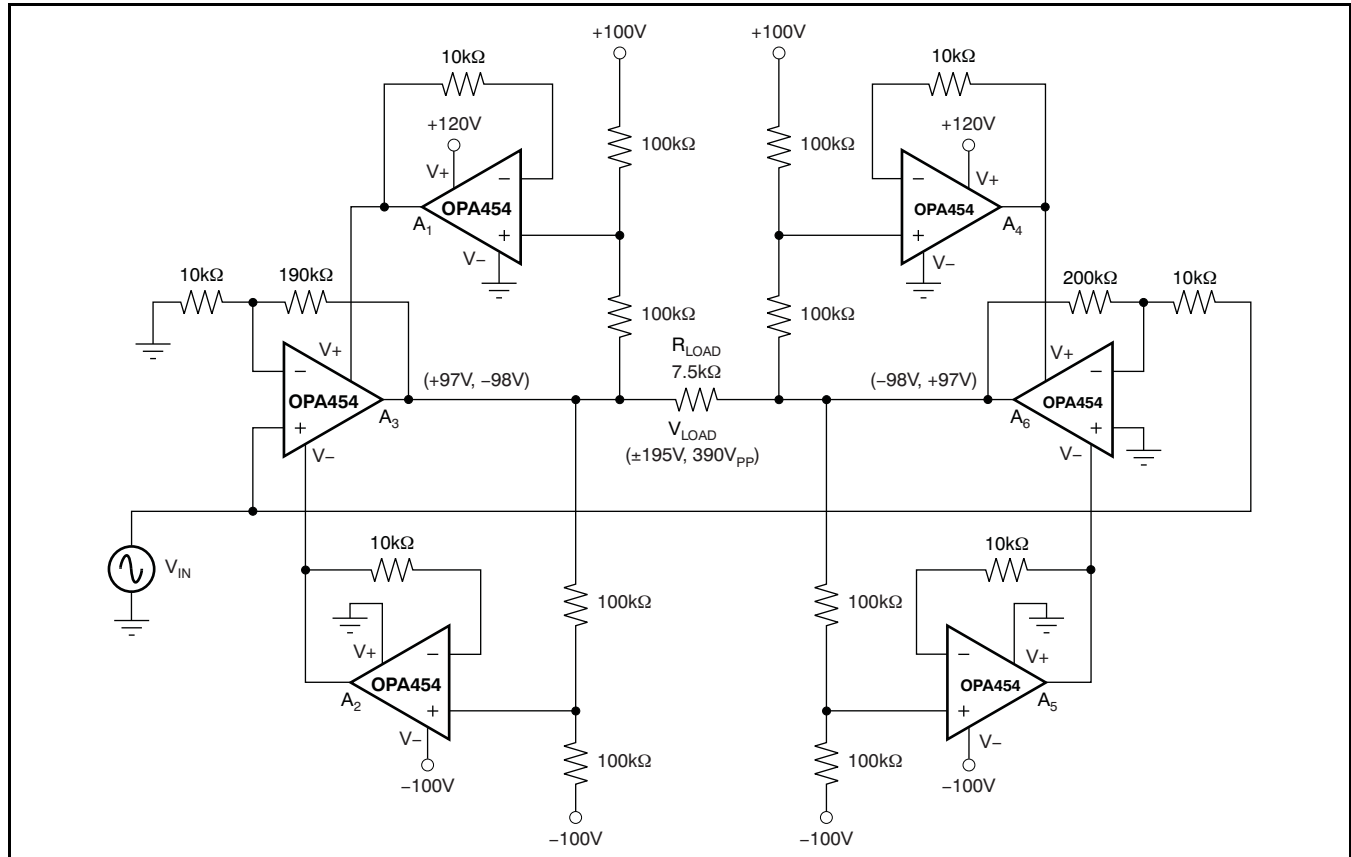 +100V
+100V
10kΩ
10kΩ
+120V
+120V
100kΩ
100kΩ
V+
V+
−
−
OPA454
OPA454
A1
A4
+
+
V−
V−
10kΩ
190kΩ
200kΩ
10kΩ
100kΩ
100kΩ
V+
RLOAD
7.5kΩ
V+
−
(+97V, −98V)
(−98V, +97V)
−
OPA454
A3
OPA454
A6
+
VLOAD
(±195V, 390VPP)
+
V−
V−
10kΩ
10kΩ
VIN
100kΩ
100kΩ
V+
−
V+
−
OPA454
OPA454
A2
A5
+
+
V−
V−
100kΩ
100kΩ
−100V
−100V
−100V
−100V